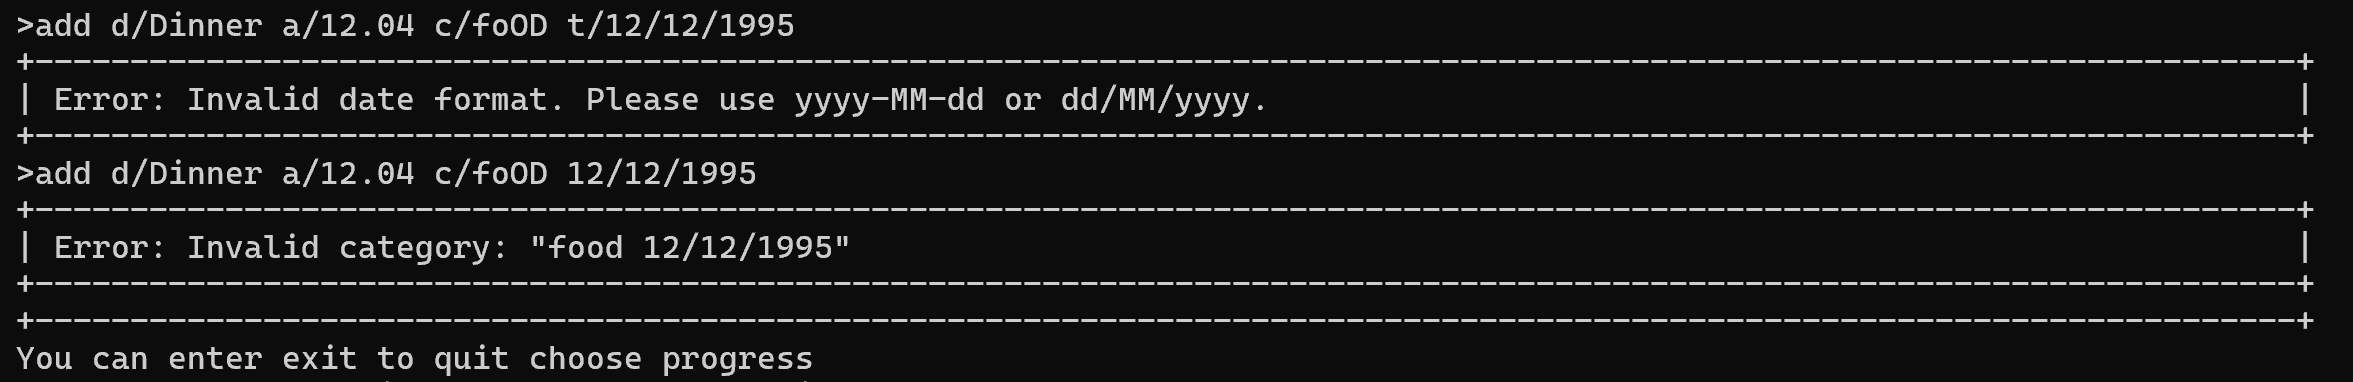 >add d/Dinner a/12.04 c/foOD t/12/12/1995
+-----------------------------------------------------------------------------------------------------------------------+
| Error: Invalid date format. Please use yyyy-MM-dd or dd/MM/yyyy. |
+-----------------------------------------------------------------------------------------------------------------------+
>add d/Dinner a/12.04 c/foOD 12/12/1995
+-----------------------------------------------------------------------------------------------------------------------+
| Error: Invalid category: "food 12/12/1995" |
+-----------------------------------------------------------------------------------------------------------------------+
+-----------------------------------------------------------------------------------------------------------------------+
You can enter exit to quit choose progress